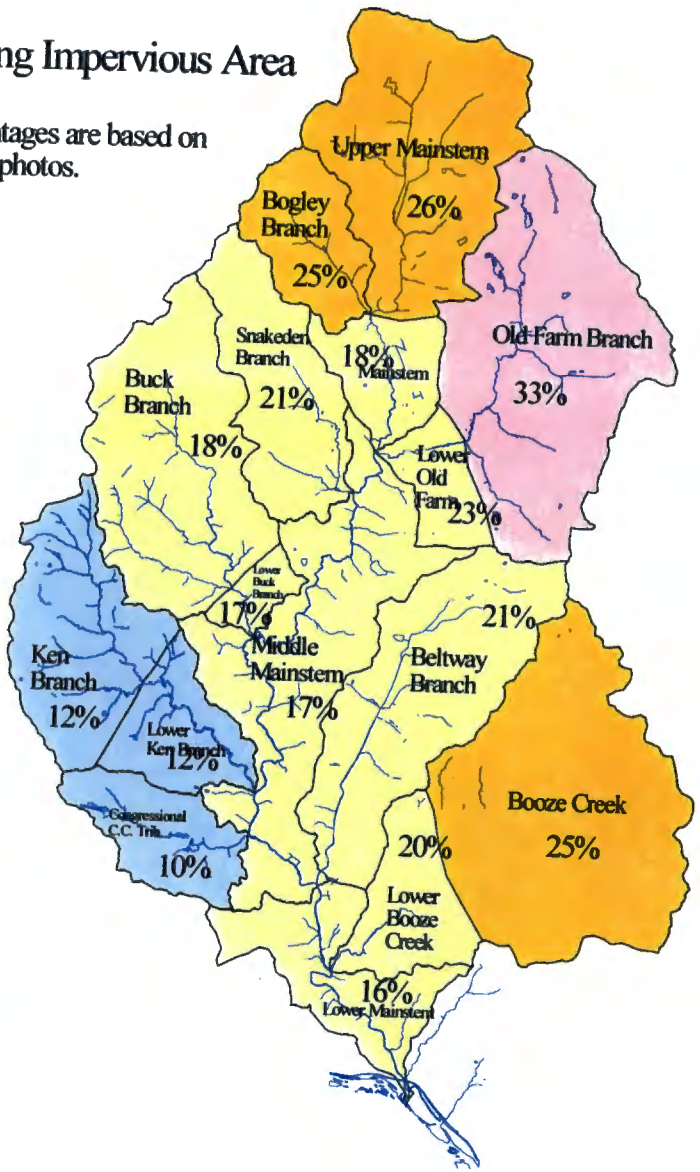 ng Impervious Area
ntages are based on
photos.
Upper Mainstem
26%
Bogley
Branch
25%
Old Farm Branch
33%
Snakeden
Branch
21%
18%
Mainstem
Buck
Branch
18%
Lower
Old
Farm
23%
Lower
Buck
Branch
17%
21%
Beltway
Branch
Middle
Mainstem
17%
Ken
Branch
12%
Lower
Ken Branch
12%
Congressional
C.C. Trib.
10%
Booze Creek
25%
20%
Lower
Booze
Creek
16%
Lower Mainstem